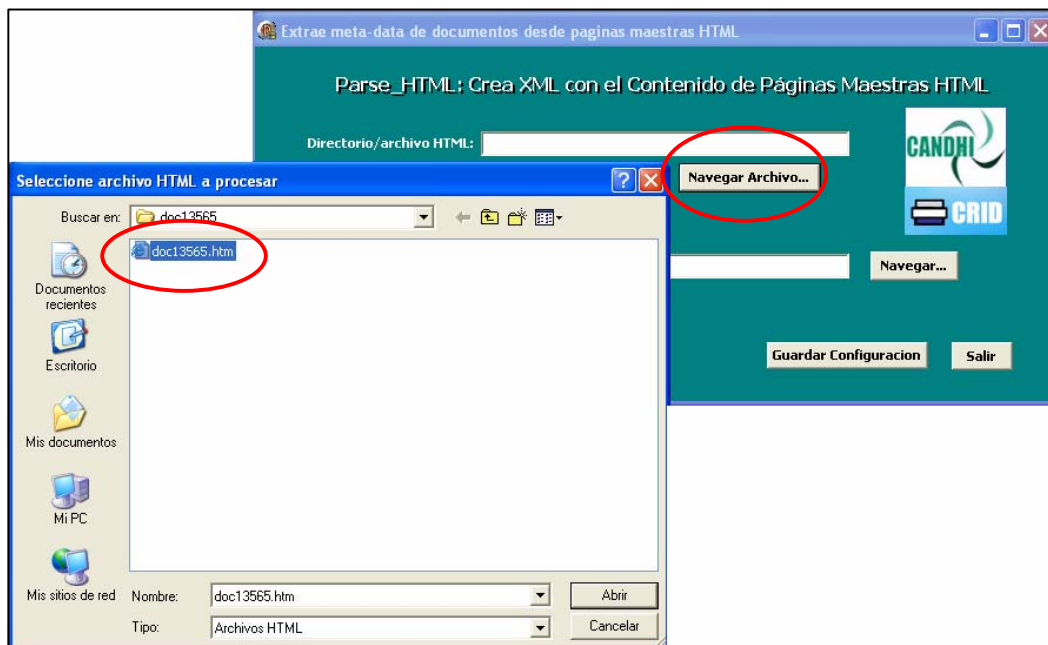 Extrae meta-data de documentos desde paginas maestras HTML
Parse_HTML: Crea XML con el Contenido de Páginas Maestras HTML
Directorio/archivo HTML:
Navegar Archivo...
CANDHI
CRID
Navegar...
Guardar Configuracion
Salir
Seleccione archivo HTML a procesar
Buscar en:
doc13565
doc13565.htm
Documentos
recientes
Escritorio
Mis documentos
Mi PC
Mis sitios de red
Nombre:
doc13565.htm
Abrir
Tipo:
Archivos HTML
Cancelar